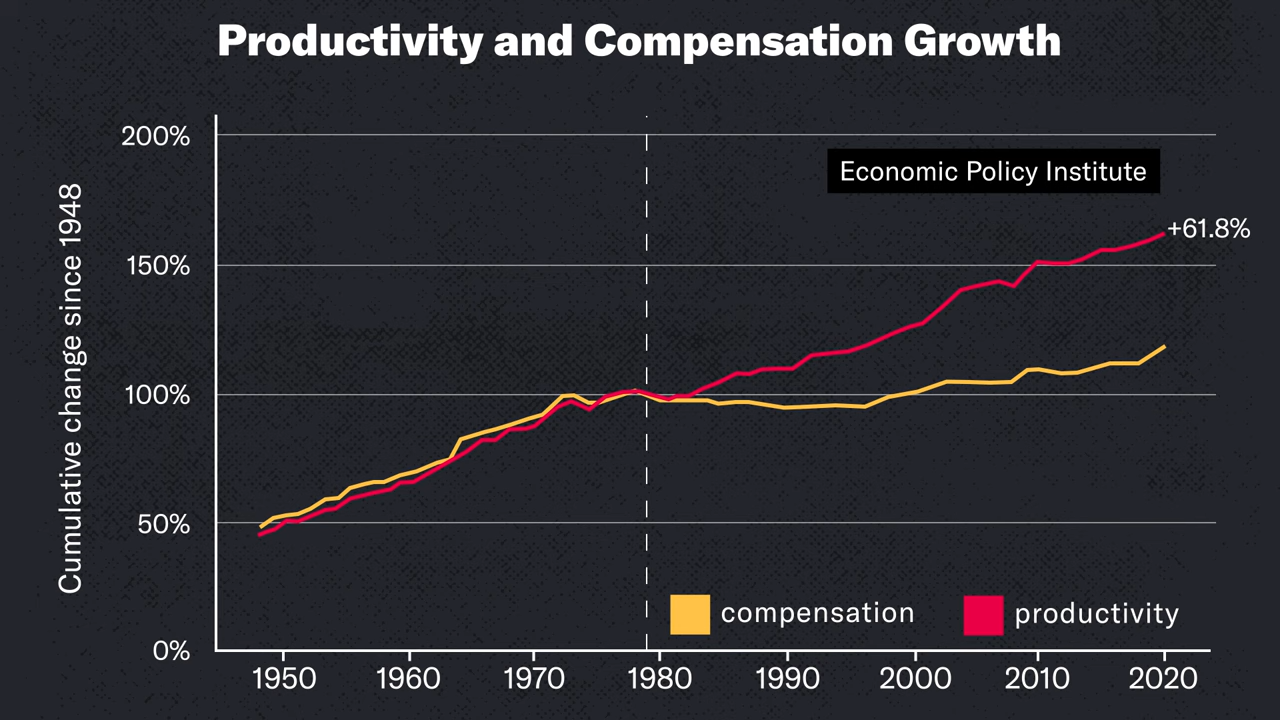 Productivity and Compensation Growth
Cumulative change since 1948
200%
150%
100%
50%
0%
Economic Policy Institute
+61.8%
compensation
productivity
1950 1960 1970 1980 1990 2000 2010 2020